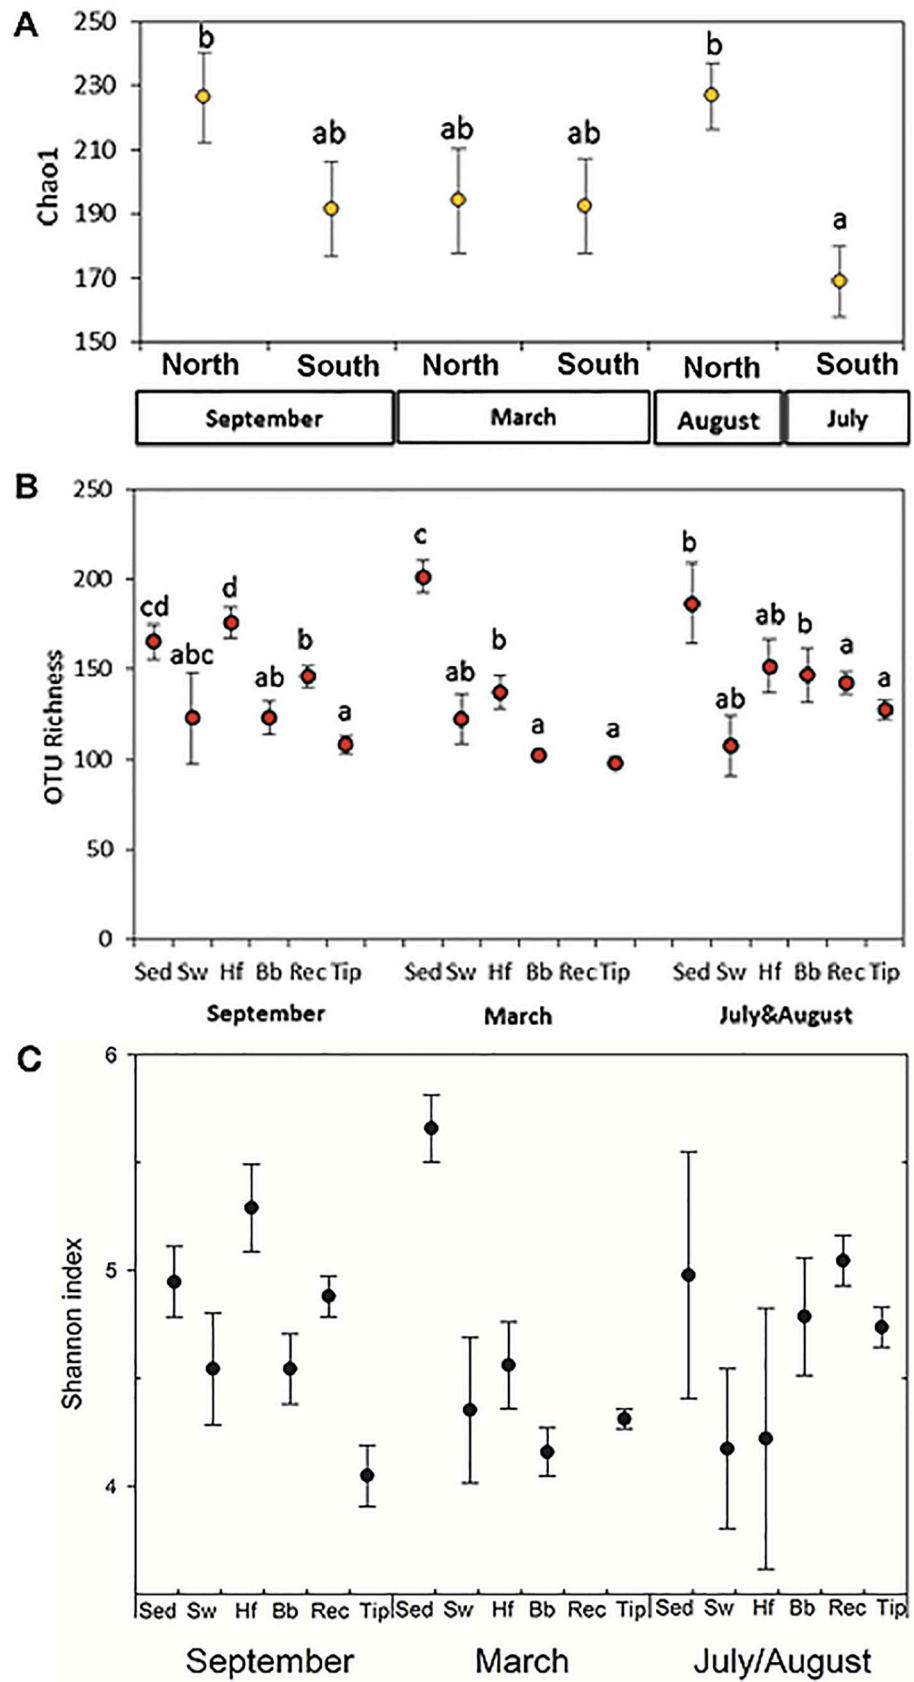 A
Chao1
250
230
210
190
170
150
b
ab
ab
ab
b
a
North South North South North South
September March August July
B
OTU Richness
250
200
150
100
50
0
cd abc d ab b a
c ab b a a
b ab ab b a a
Sed Sw Hf Bb Rec Tip Sed Sw Hf Bb Rec Tip Sed Sw Hf Bb Rec Tip
September March July&August
C
Shannon index
6
5
4
Sed Sw Hf Bb Rec Tip Sed Sw Hf Bb Rec Tip Sed Sw Hf Bb Rec Tip
September March July/August